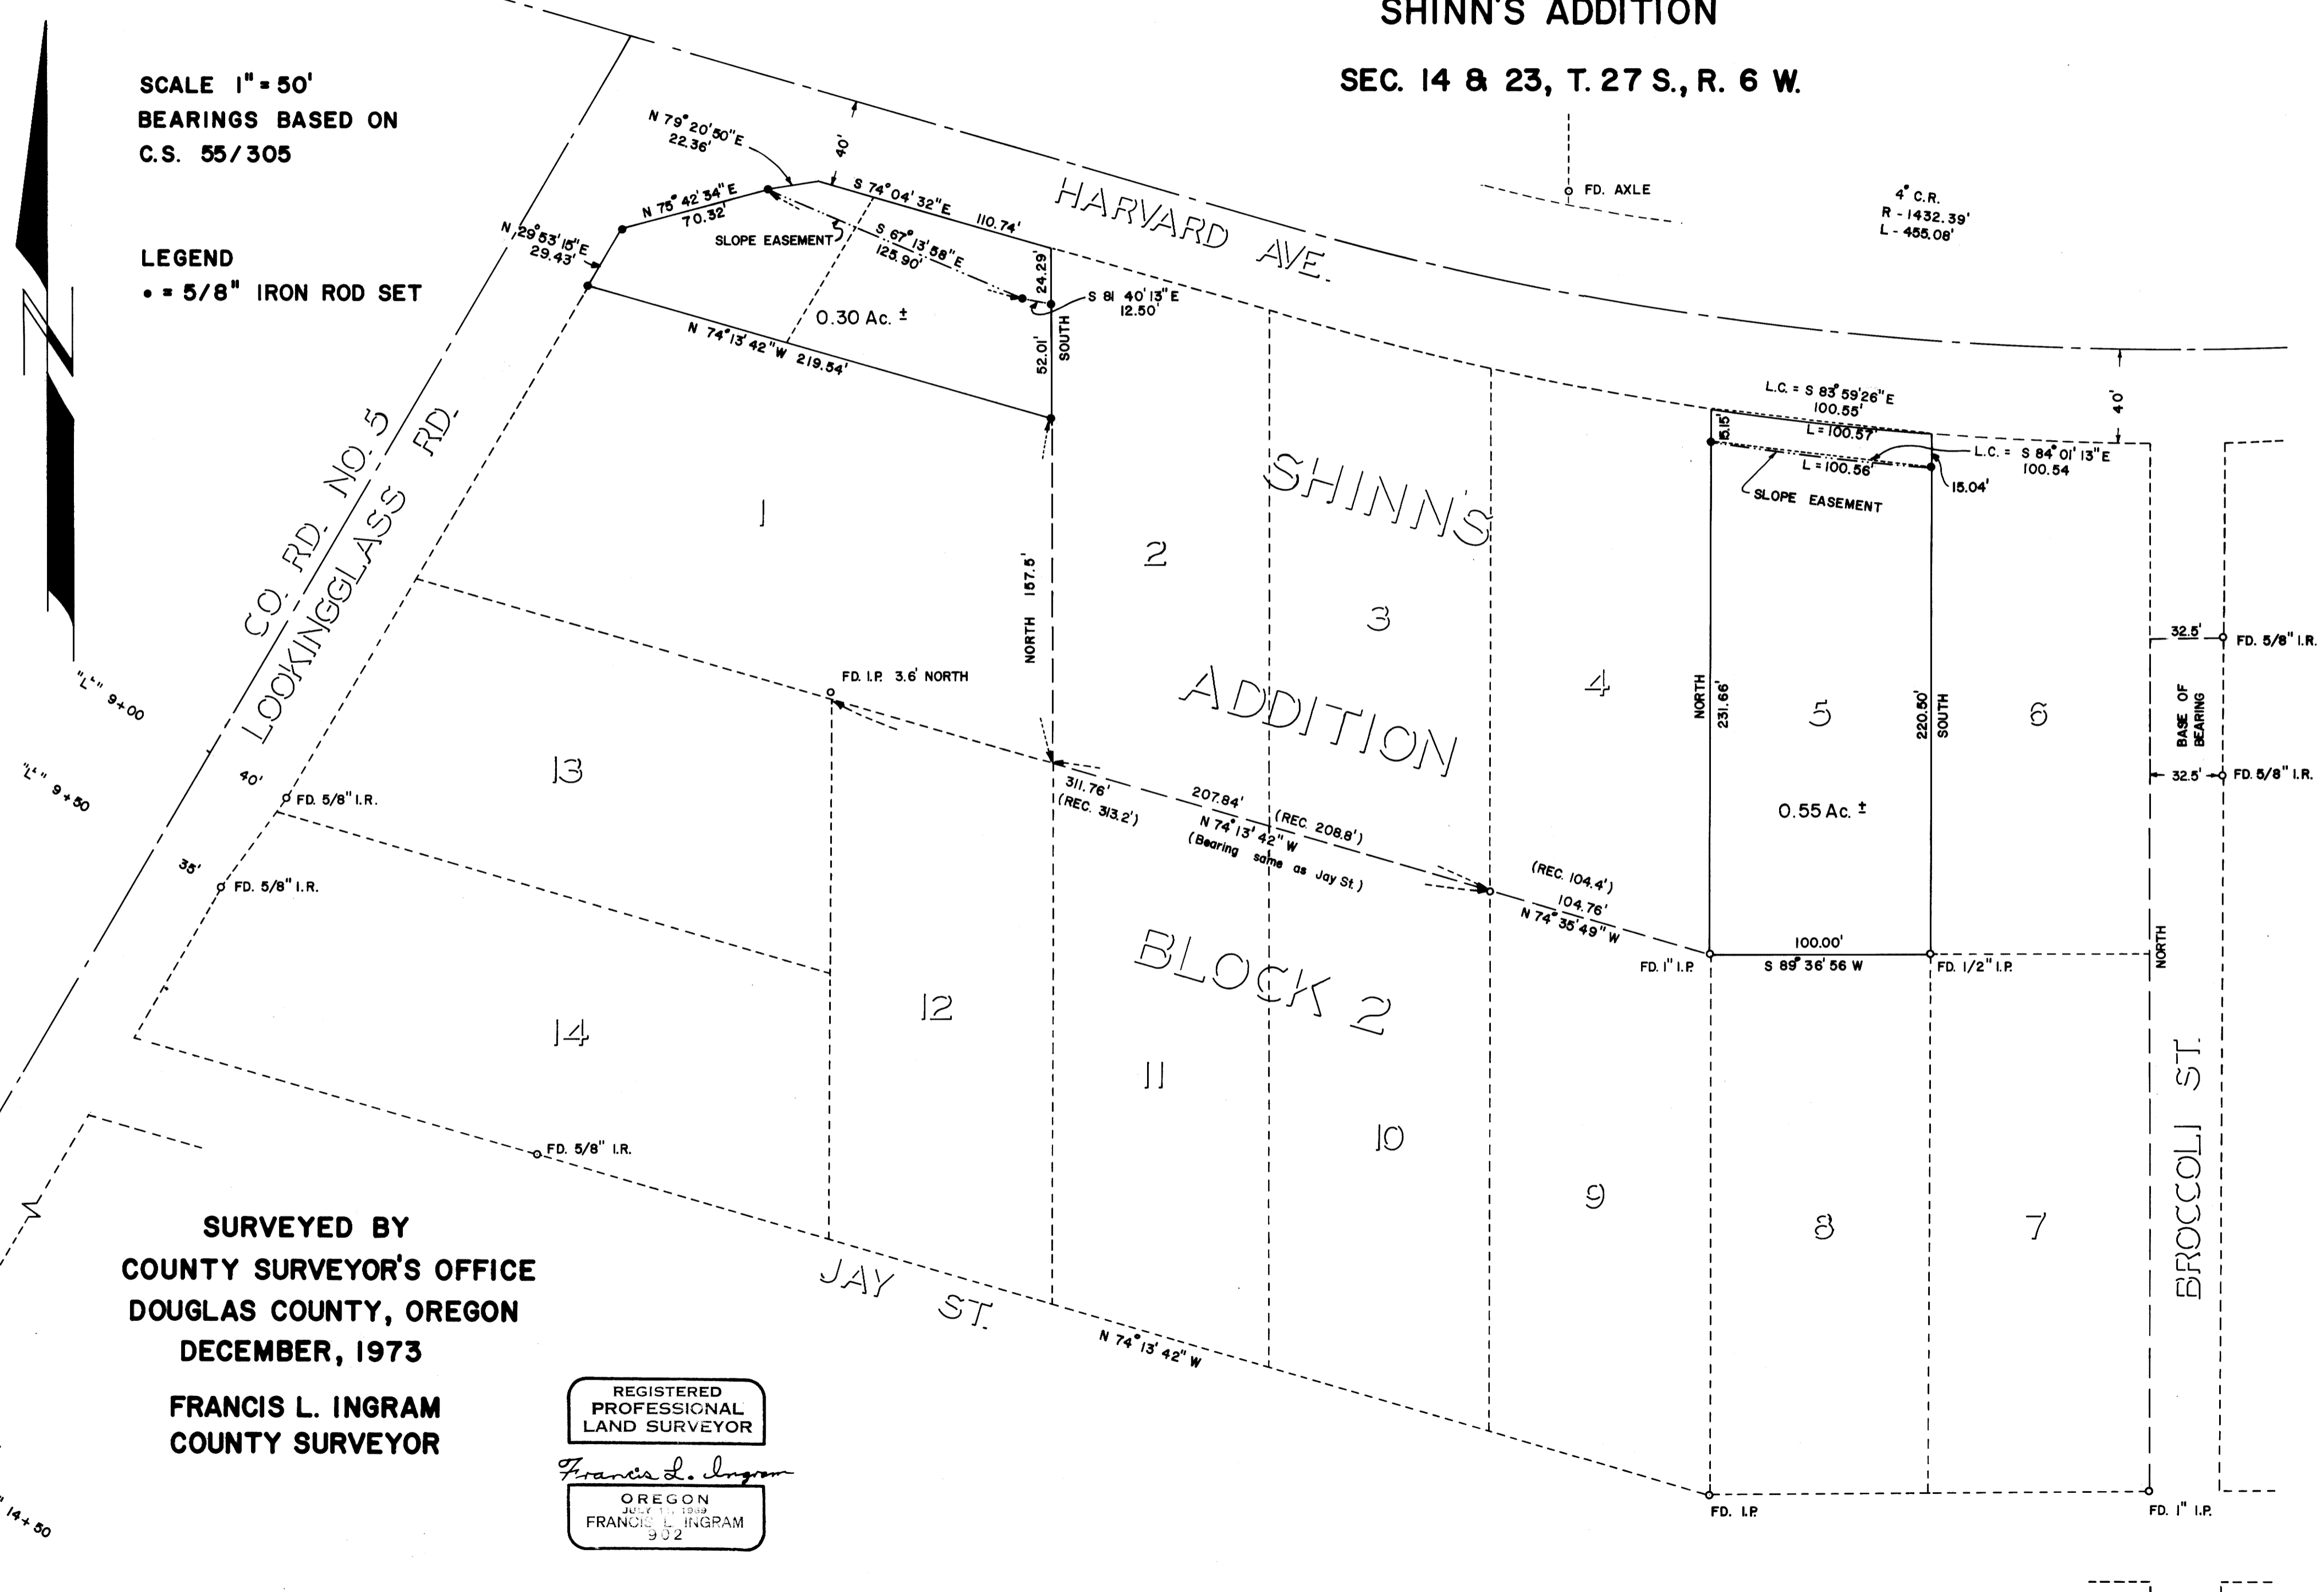 SHINN'S ADDITION
SEC. 14 & 23, T. 27 S., R. 6 W.
SCALE 1" = 50'
BEARINGS BASED ON
C.S. 55/305
LEGEND
• = 5/8" IRON ROD SET
N
N 79° 20' 50" E
22.36'
40'
N 75° 42' 34" E
70.32'
N 29° 53' 15" E
29.43'
S 74° 04' 32" E 110.74'
SLOPE EASEMENT
S 67° 13' 58" E
125.90'
24.29'
S 81 40' 13" E
12.50'
0.30 Ac. ±
N 74° 13' 42" W 219.54'
52.01'
SOUTH
HARVARD AVE.
FD. AXLE
4° C.R.
R - 1432.39'
L - 455.08'
L.C. = S 83° 59' 26" E
100.55'
L = 100.57'
15.15'
L = 100.56'
L.C. = S 84° 01' 13" E
100.54
15.04'
SLOPE EASEMENT
40'
CO. RD. NO. 5
LOOKINGGLASS RD.
1
2
3
4
5
6
SHINN'S
ADDITION
BLOCK 2
NORTH 157.5'
FD. I.P. 3.6' NORTH
311.76'
(REC. 313.2')
207.84'
(REC. 208.8')
N 74° 13' 42" W
(Bearing same as Jay St.)
(REC. 104.4')
104.76'
N 74° 35' 49" W
NORTH
231.66'
220.50'
SOUTH
0.55 Ac. ±
100.00'
S 89° 36' 56 W
FD. 1" I.P.
FD. 1/2" I.P.
32.5'
FD. 5/8" I.R.
BASE OF
BEARING
32.5'
FD. 5/8" I.R.
NORTH
BROCCOLI ST.
9+00
9+50
40'
FD. 5/8" I.R.
35'
FD. 5/8" I.R.
13
14
12
11
10
9
8
7
FD. 5/8" I.R.
JAY ST.
N 74° 13' 42" W
FD. I.P.
FD. 1" I.P.
14+50
SURVEYED BY
COUNTY SURVEYOR'S OFFICE
DOUGLAS COUNTY, OREGON
DECEMBER, 1973
FRANCIS L. INGRAM
COUNTY SURVEYOR
REGISTERED
PROFESSIONAL
LAND SURVEYOR
Francis L. Ingram
OREGON
FRANCIS L. INGRAM
902